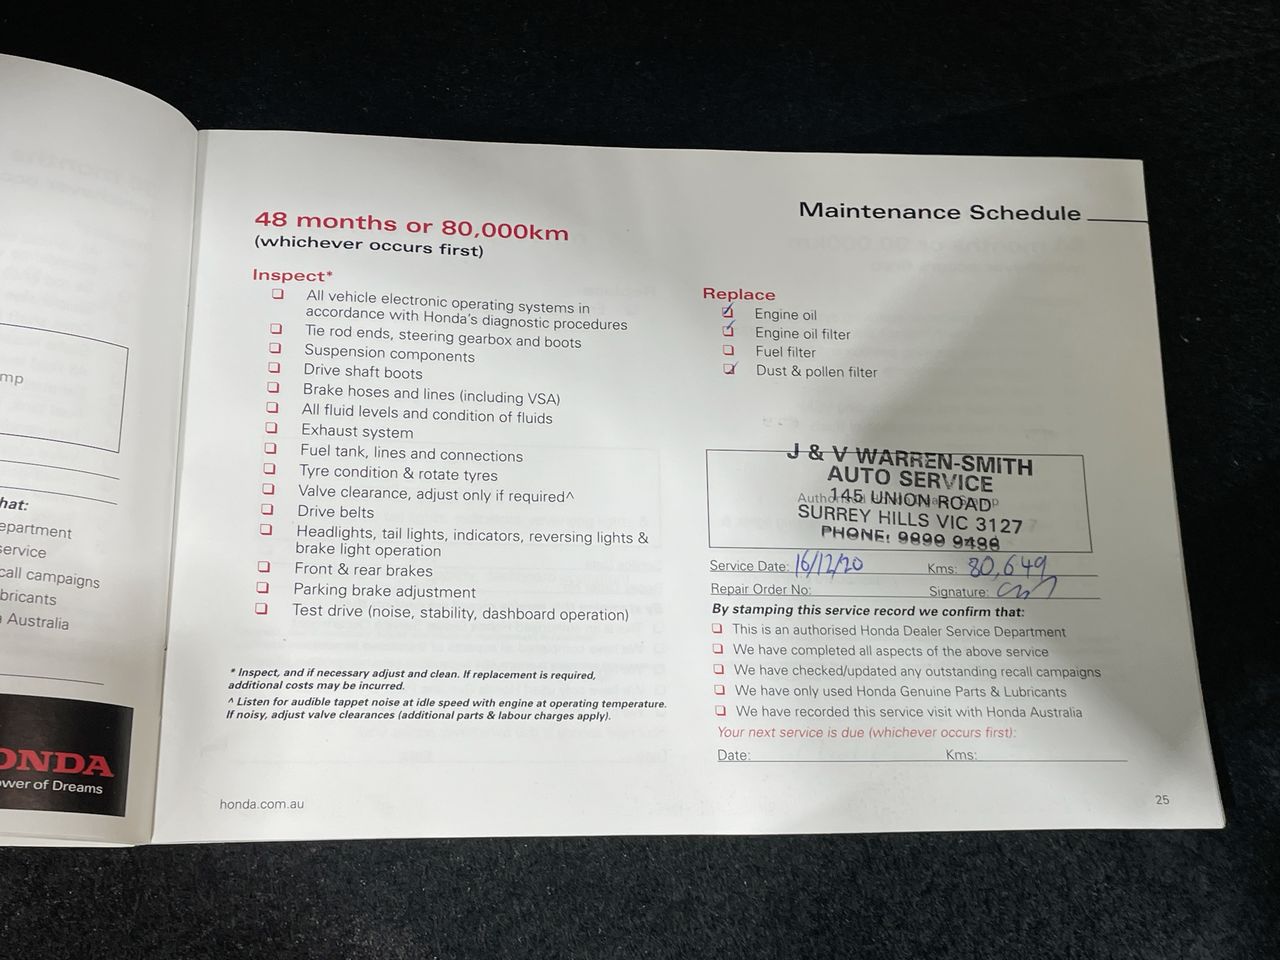 mp
hat:
epartment
service
call campaigns
bricants
a Australia
ONDA
ower of Dreams
Maintenance Schedule
48 months or 80,000km
(whichever occurs first)
Inspect*
All vehicle electronic operating systems in
accordance with Honda's diagnostic procedures
Tie rod ends, steering gearbox and boots
Suspension components
Drive shaft boots
Brake hoses and lines (including VSA)
All fluid levels and condition of fluids
Exhaust system
Fuel tank, lines and connections
Tyre condition & rotate tyres
Valve clearance, adjust only if required^
Drive belts
Headlights, tail lights, indicators, reversing lights &
brake light operation
Front & rear brakes
Parking brake adjustment
Test drive (noise, stability, dashboard operation)
* Inspect, and if necessary adjust and clean. If replacement is required,
additional costs may be incurred.
^ Listen for audible tappet noise at idle speed with engine at operating temperature.
If noisy, adjust valve clearances (additional parts & labour charges apply).
honda.com.au
Replace
Engine oil
Engine oil filter
Fuel filter
Dust & pollen filter
J & V WARREN-SMITH
AUTO SERVICE
145 UNION ROAD
SURREY HILLS VIC 3127
PHONE: 9890 9498
Service Date: 16/12/20 Kms: 80,649
Repair Order No: Signature:
By stamping this service record we confirm that:
This is an authorised Honda Dealer Service Department
We have completed all aspects of the above service
We have checked/updated any outstanding recall campaigns
We have only used Honda Genuine Parts & Lubricants
We have recorded this service visit with Honda Australia
Your next service is due (whichever occurs first):
Date: Kms:
25